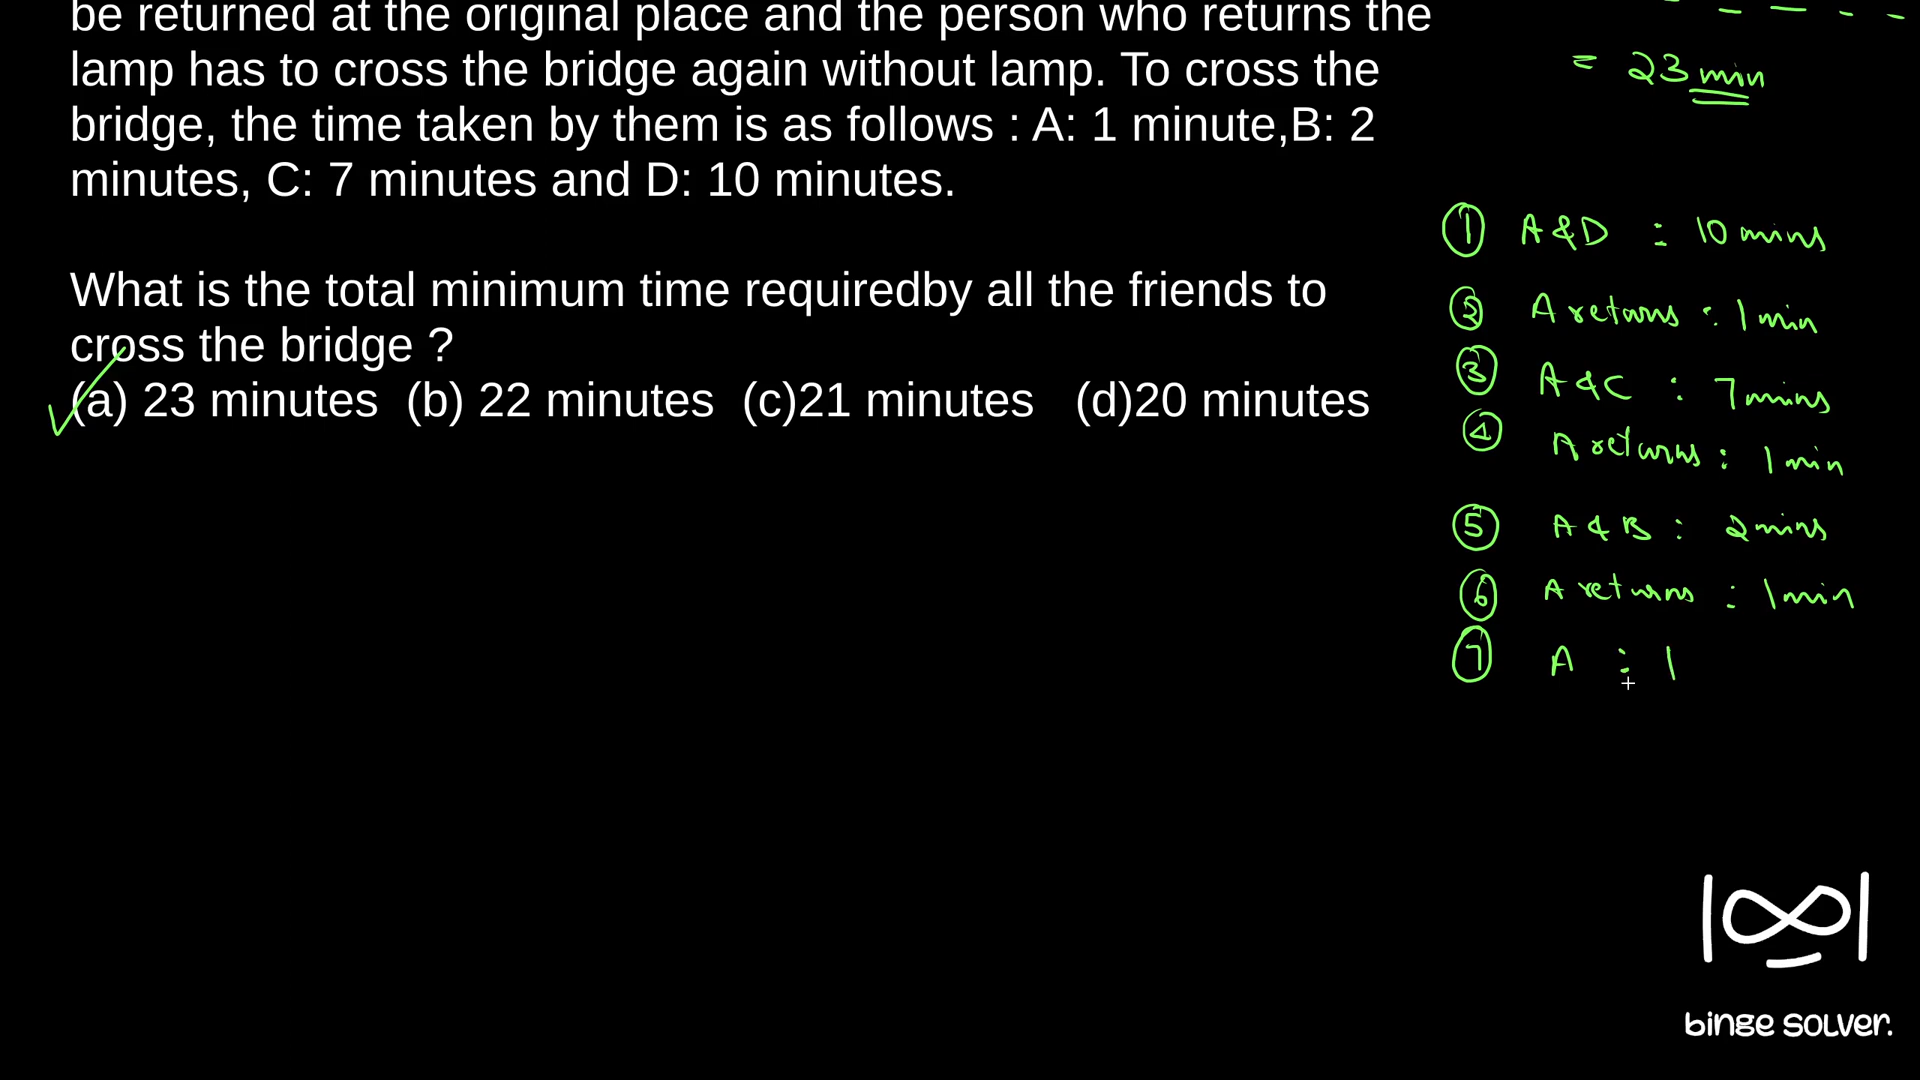 be returned at the original place and the person who returns the
lamp has to cross the bridge again without lamp. To cross the
bridge, the time taken by them is as follows : A: 1 minute,B: 2
minutes, C: 7 minutes and D: 10 minutes.
What is the total minimum time requiredby all the friends to
cross the bridge ?
(a) 23 minutes (b) 22 minutes (c)21 minutes (d)20 minutes
= 23 min
① A & D : 10 mins
② A returns : 1 min
③ A & C : 7 mins
④ A returns : 1 min
⑤ A & B : 2 mins
⑥ A returns : 1 min
⑦ A : 1
binge SOLVER.